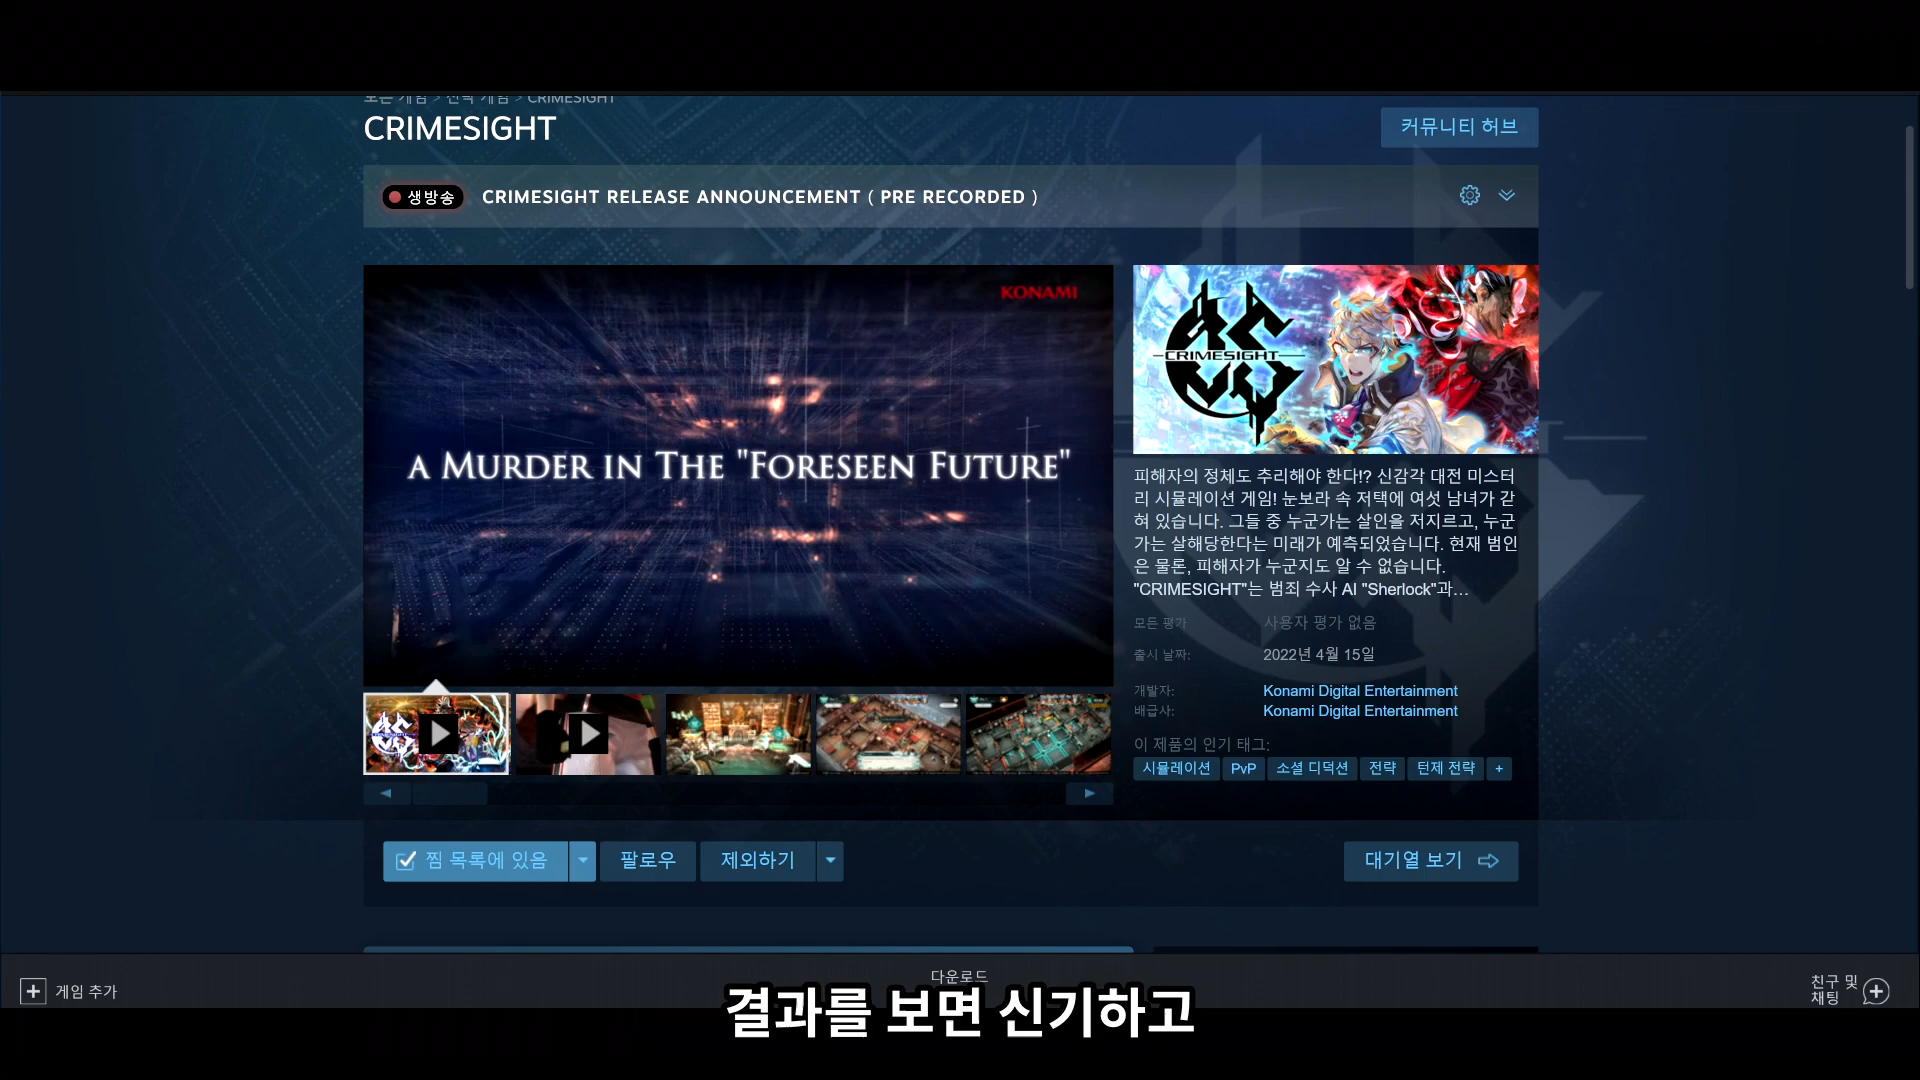 모든 게임 > 전략 게임 > CRIMESIGHT
CRIMESIGHT
커뮤니티 허브
생방송
CRIMESIGHT RELEASE ANNOUNCEMENT ( PRE RECORDED )
KONAMI
A MURDER IN THE "FORESEEN FUTURE"
CRIMESIGHT
피해자의 정체도 추리해야 한다!? 신감각 대전 미스터
리 시뮬레이션 게임! 눈보라 속 저택에 여섯 남녀가 갇
혀 있습니다. 그들 중 누군가는 살인을 저지르고, 누군
가는 살해당한다는 미래가 예측되었습니다. 현재 범인
은 물론, 피해자가 누군지도 알 수 없습니다.
"CRIMESIGHT"는 범죄 수사 AI "Sherlock"과…
모든 평가
사용자 평가 없음
출시 날짜:
2022년 4월 15일
개발자:
Konami Digital Entertainment
배급사:
Konami Digital Entertainment
이 제품의 인기 태그:
시뮬레이션 PvP 소셜 디덕션 전략 턴제 전략 +
찜 목록에 있음
팔로우
제외하기
대기열 보기
게임 추가
다운로드
친구 및
채팅
결과를 보면 신기하고